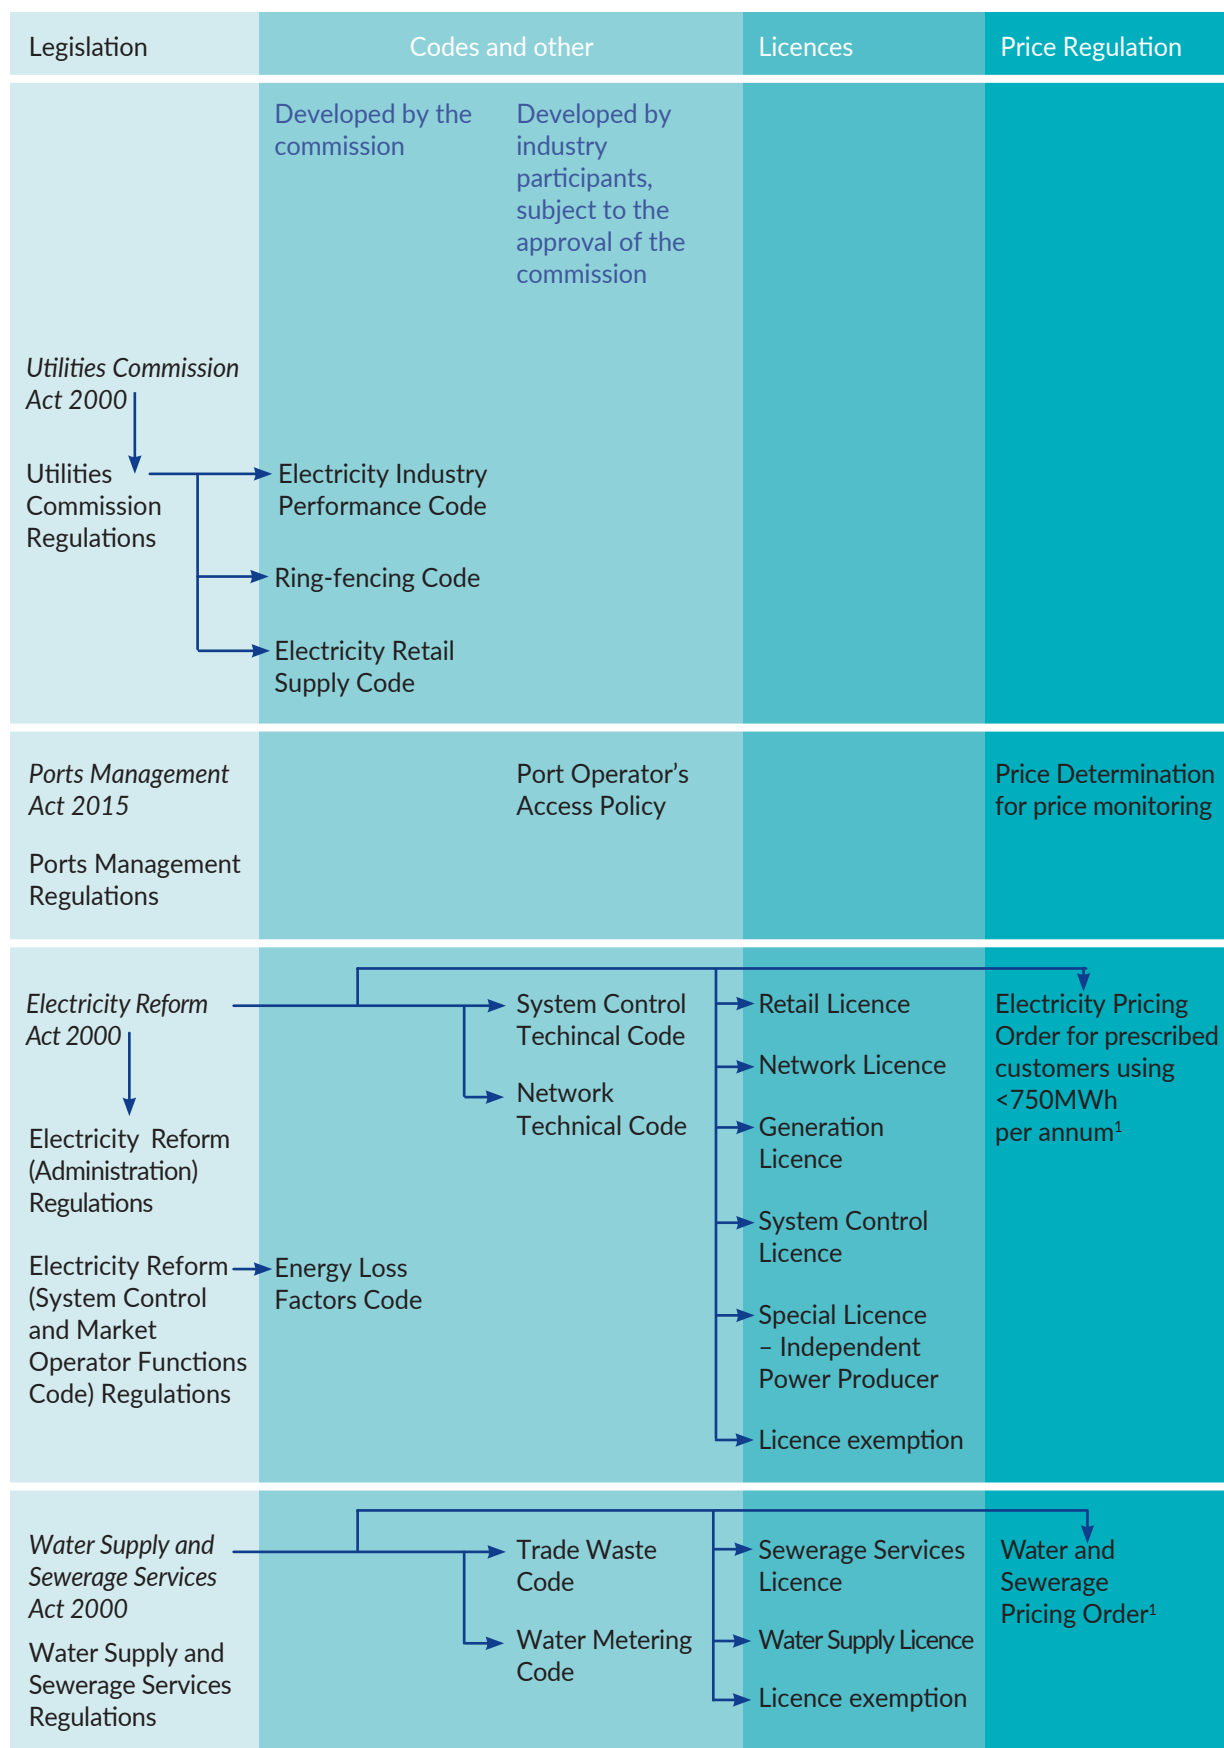 Legislation
Codes and other
Licences
Price Regulation
Developed by the
commission
Developed by
industry
participants,
subject to the
approval of the
commission
Utilities Commission
Act 2000
Utilities
Commission
Regulations
Electricity Industry
Performance Code
Ring-fencing Code
Electricity Retail
Supply Code
Ports Management
Act 2015
Ports Management
Regulations
Port Operator’s
Access Policy
Price Determination
for price monitoring
Electricity Reform
Act 2000
Electricity Reform
(Administration)
Regulations
Electricity Reform
(System Control
and Market
Operator Functions
Code) Regulations
Energy Loss
Factors Code
System Control
Techincal Code
Network
Technical Code
Retail Licence
Network Licence
Generation
Licence
System Control
Licence
Special Licence
– Independent
Power Producer
Licence exemption
Electricity Pricing
Order for prescribed
customers using
<750MWh
per annum¹
Water Supply and
Sewerage Services
Act 2000
Water Supply and
Sewerage Services
Regulations
Trade Waste
Code
Water Metering
Code
Sewerage Services
Licence
Water Supply Licence
Licence exemption
Water and
Sewerage
Pricing Order¹